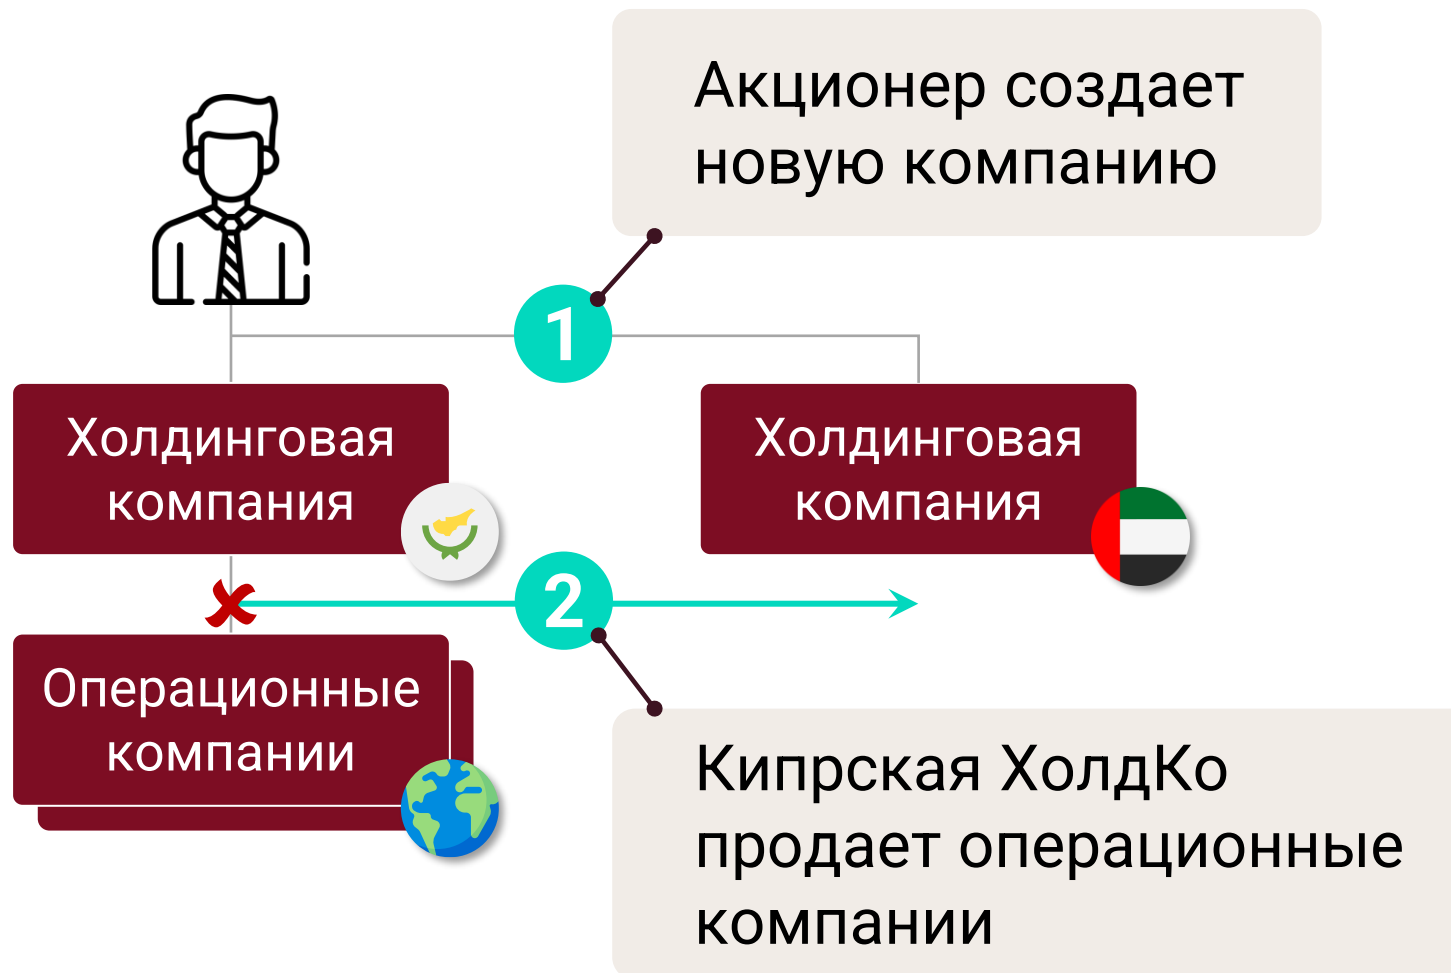 Акционер создает
новую компанию
1
Холдинговая
компания
Холдинговая
компания
2
Операционные
компании
Кипрская ХолдКо
продает операционные
компании